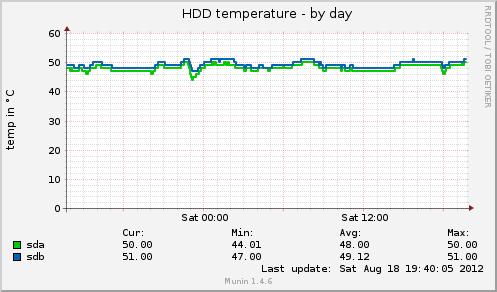 HDD temperature - by day
RRDTOOL / TOBI OETIKER
temp in °C
60
50
40
30
20
10
0
Sat 00:00 Sat 12:00
Cur: Min: Avg: Max:
sda 50.00 44.01 48.00 50.00
sdb 51.00 47.00 49.12 51.00
Last update: Sat Aug 18 19:40:05 2012
Munin 1.4.6